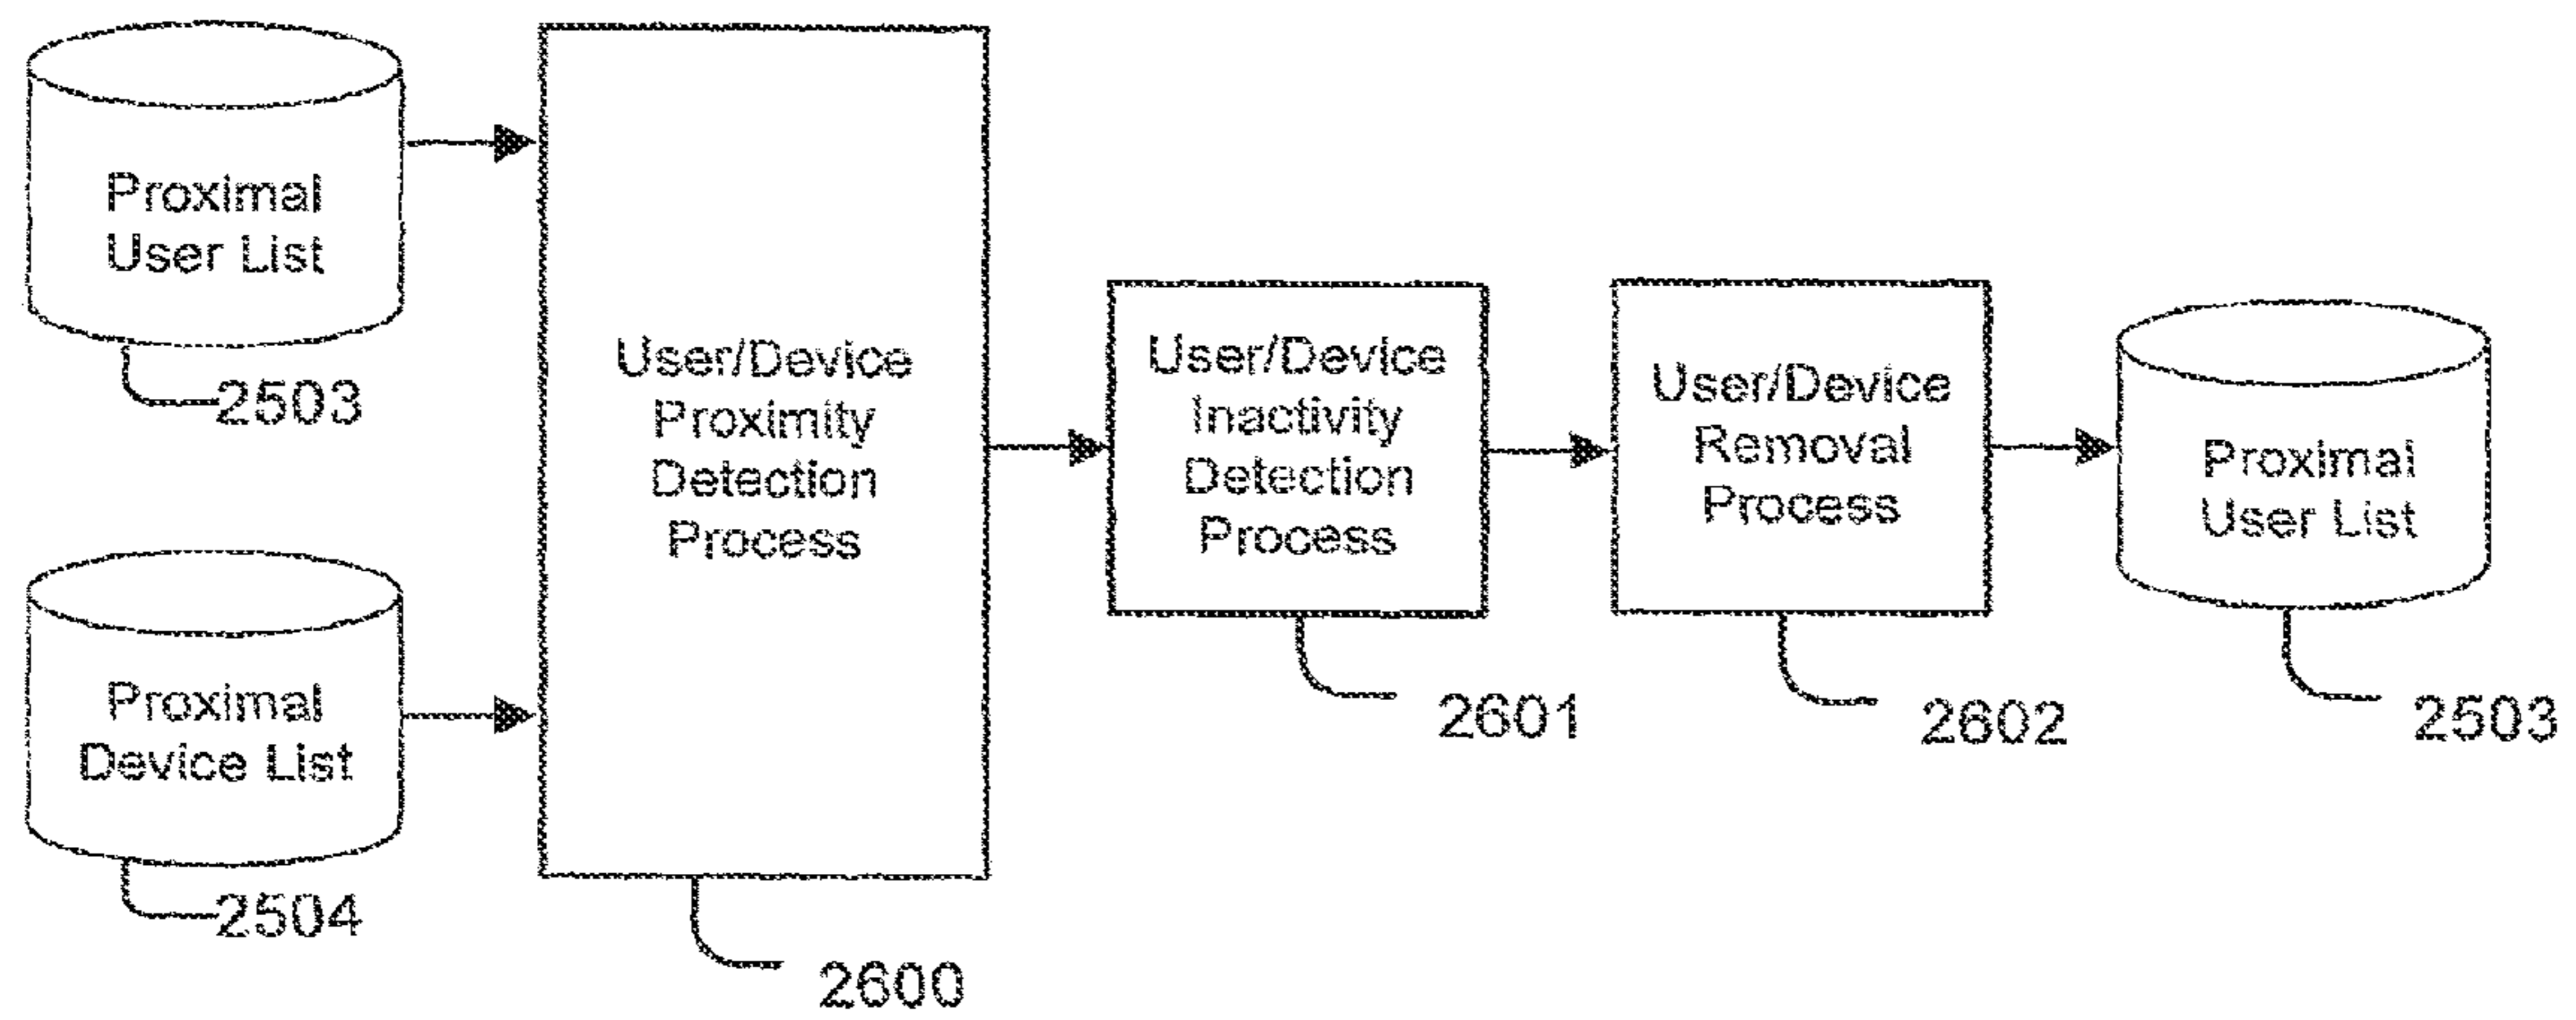 Proximal
User List
2503
Proximal
Device List
2504
User/Device
Proximity
Detection
Process
2600
User/Device
Inactivity
Detection
Process
2601
User/Device
Removal
Process
2602
Proximal
User List
2503